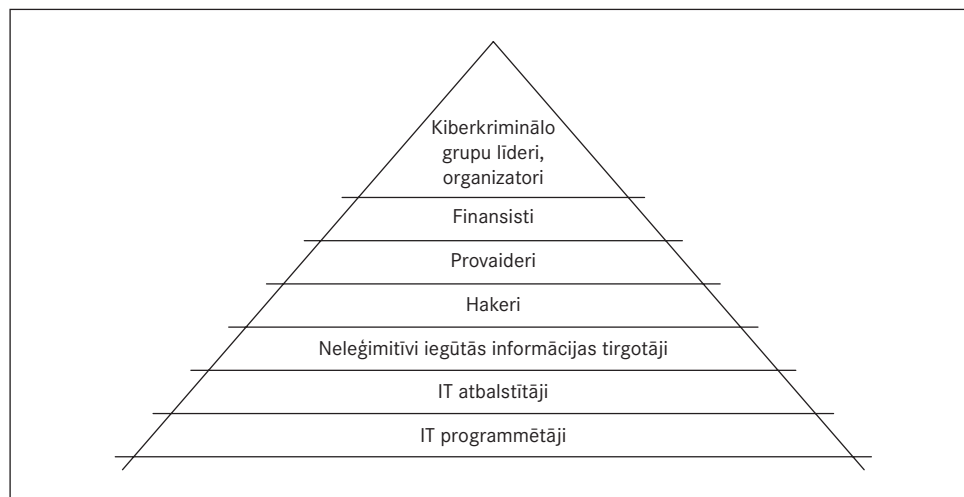 Kiberkriminālo
grupu līderi,
organizatori
Finansisti
Provaideri
Hakeri
Neleģimitīvi iegūtās informācijas tirgotāji
IT atbalstītāji
IT programmētāji